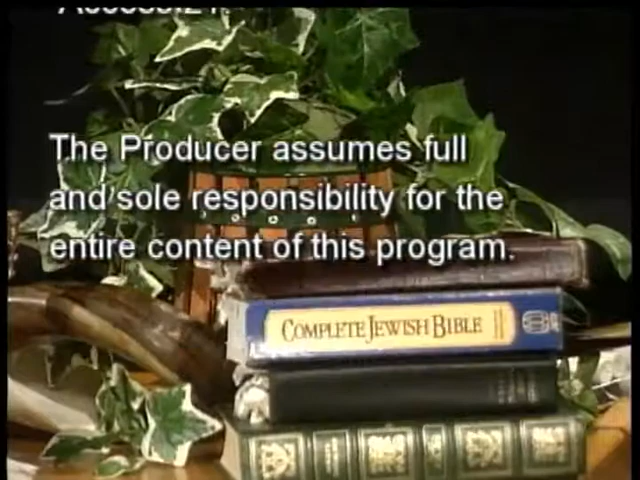 The Producer assumes full
and sole responsibility for the
entire content of this program.
COMPLETE JEWISH BIBLE